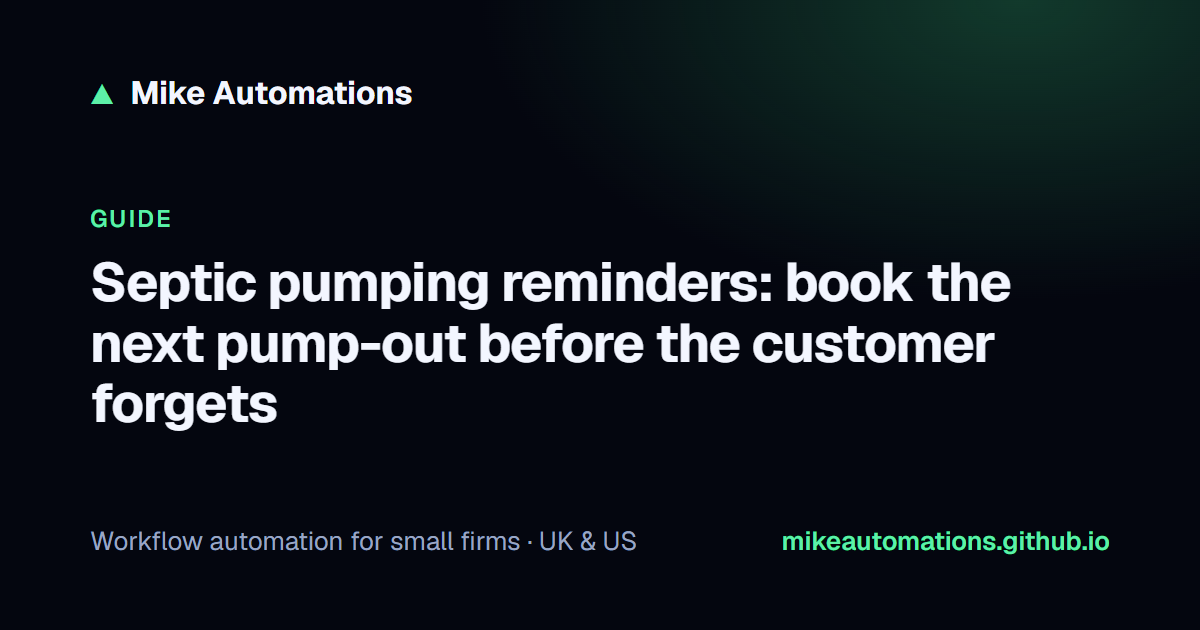 Mike Automations
GUIDE
Septic pumping reminders: book the
next pump-out before the customer
forgets
Workflow automation for small firms · UK & US
mikeautomations.github.io